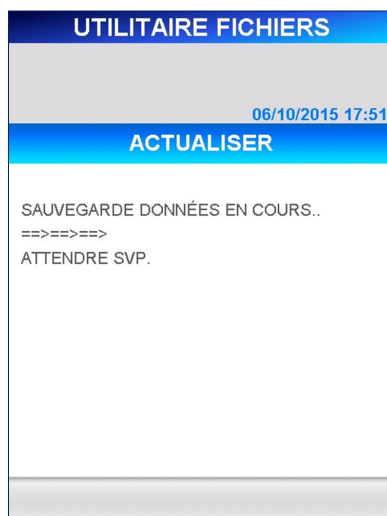 UTILITAIRE FICHIERS
06/10/2015 17:51
ACTUALISER
SAUVEGARDE DONNÉES EN COURS..
==>==>==>
ATTENDRE SVP.